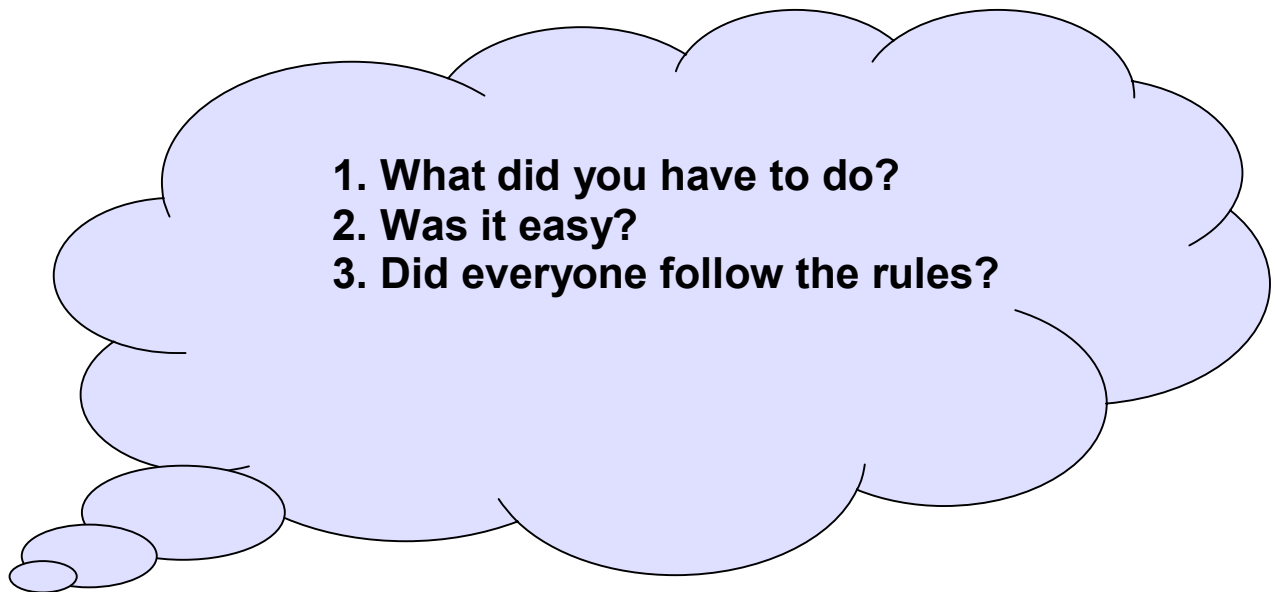 1. What did you have to do?
2. Was it easy?
3. Did everyone follow the rules?